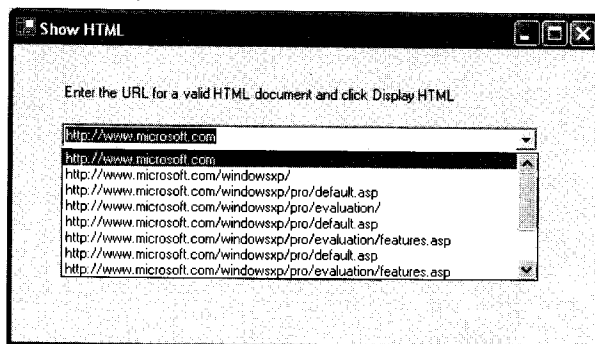 Show HTML
Enter the URL for a valid HTML document and click Display HTML
http://www.microsoft.com
http://www.microsoft.com
http://www.microsoft.com/windowsxp/
http://www.microsoft.com/windowsxp/pro/default.asp
http://www.microsoft.com/windowsxp/pro/evaluation/
http://www.microsoft.com/windowsxp/pro/default.asp
http://www.microsoft.com/windowsxp/pro/evaluation/features.asp
http://www.microsoft.com/windowsxp/pro/default.asp
http://www.microsoft.com/windowsxp/pro/evaluation/features.asp